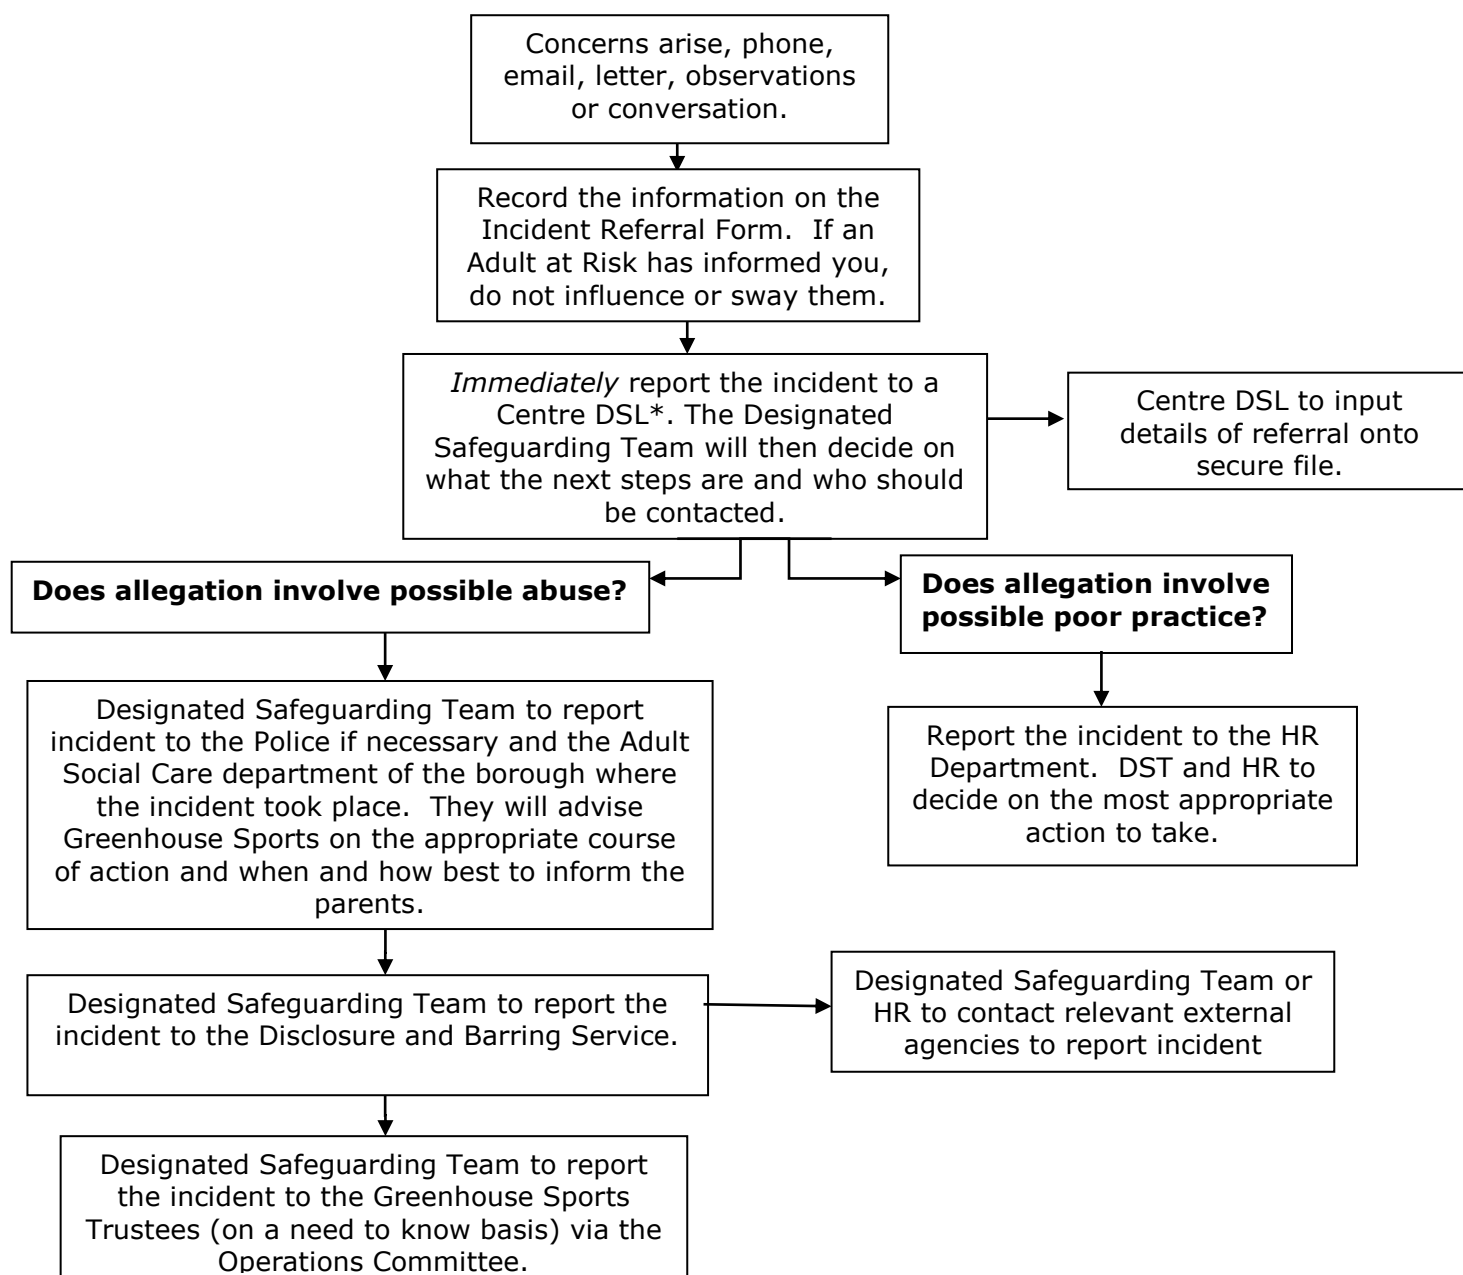 Concerns arise, phone,
email, letter, observations
or conversation.
Record the information on the
Incident Referral Form.  If an
Adult at Risk has informed you,
do not influence or sway them.
Immediately report the incident to a
Centre DSL*. The Designated
Safeguarding Team will then decide on
what the next steps are and who should
be contacted.
Centre DSL to input
details of referral onto
secure file.
Does allegation involve possible abuse?
Does allegation involve
possible poor practice?
Designated Safeguarding Team to report
incident to the Police if necessary and the Adult
Social Care department of the borough where
the incident took place.  They will advise
Greenhouse Sports on the appropriate course
of action and when and how best to inform the
parents.
Report the incident to the HR
Department.  DST and HR to
decide on the most appropriate
action to take.
Designated Safeguarding Team to report the
incident to the Disclosure and Barring Service.
Designated Safeguarding Team or
HR to contact relevant external
agencies to report incident
Designated Safeguarding Team to report
the incident to the Greenhouse Sports
Trustees (on a need to know basis) via the
Operations Committee.